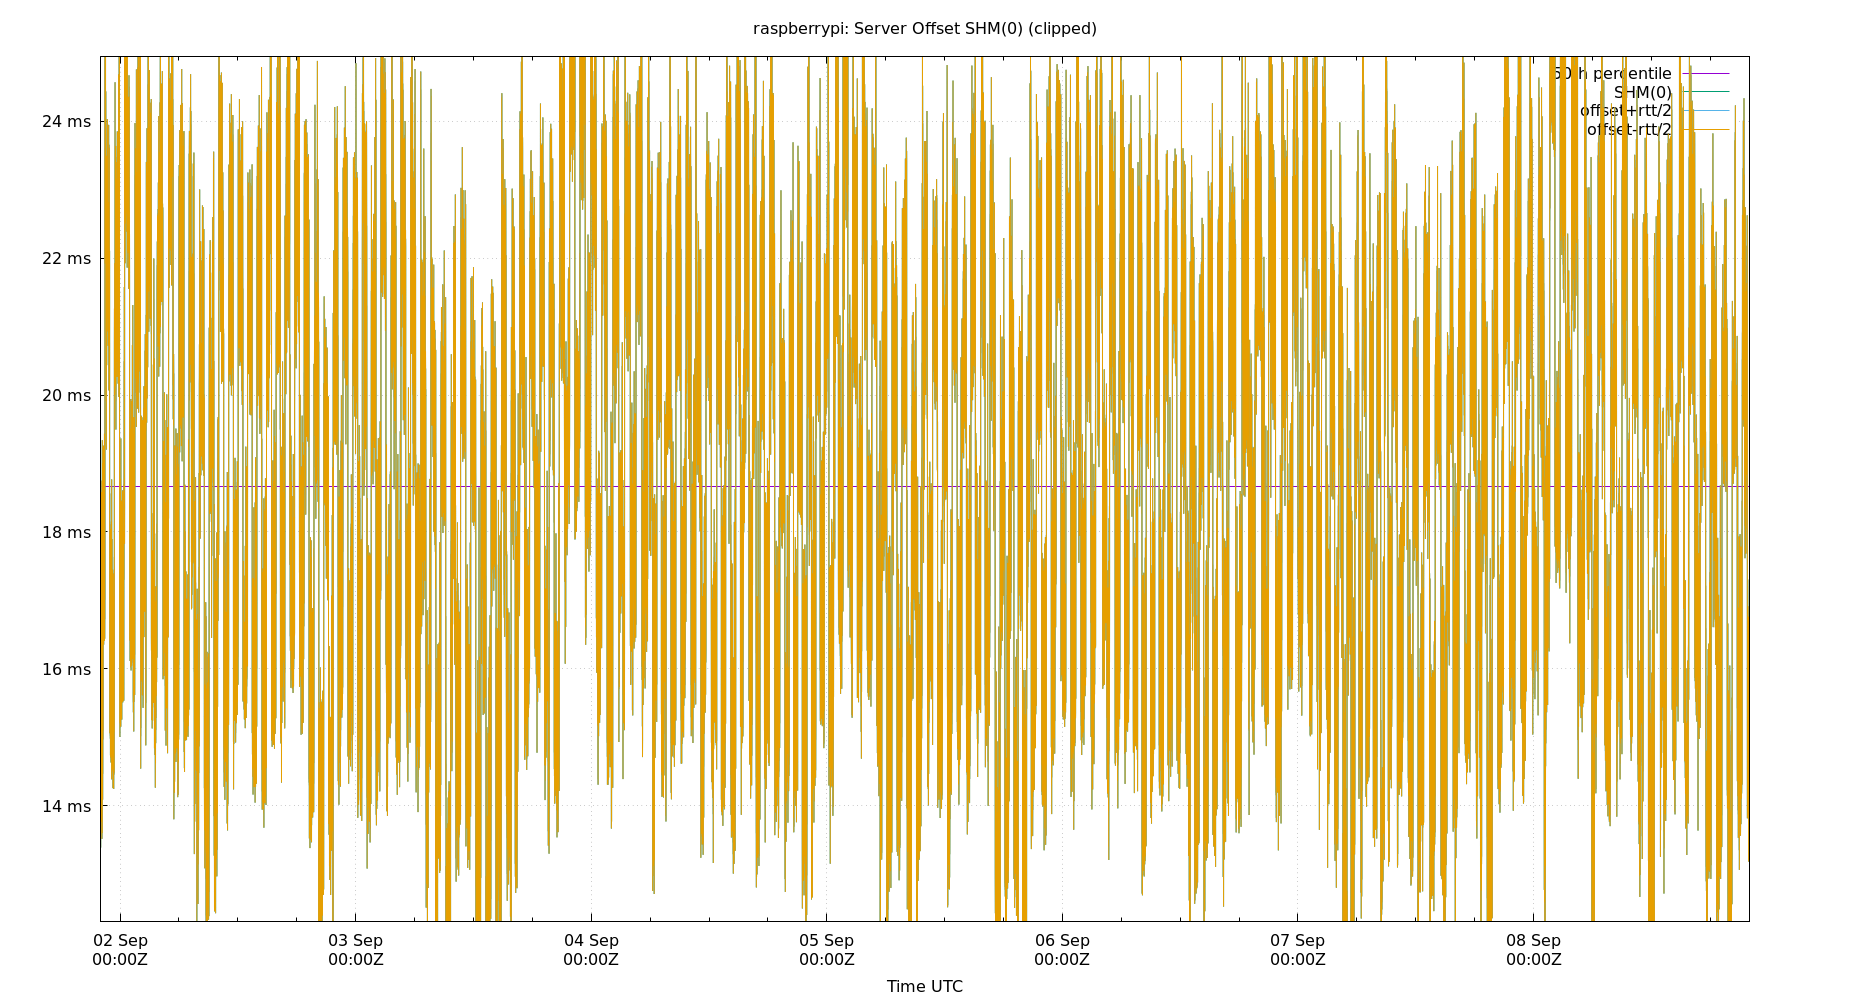 raspberrypi: Server Offset SHM(0) (clipped)
50th percentile
SHM(0)
offset+rtt/2
offset-rtt/2
24 ms
22 ms
20 ms
18 ms
16 ms
14 ms
02 Sep
00:00Z
03 Sep
00:00Z
04 Sep
00:00Z
05 Sep
00:00Z
06 Sep
00:00Z
07 Sep
00:00Z
08 Sep
00:00Z
Time UTC